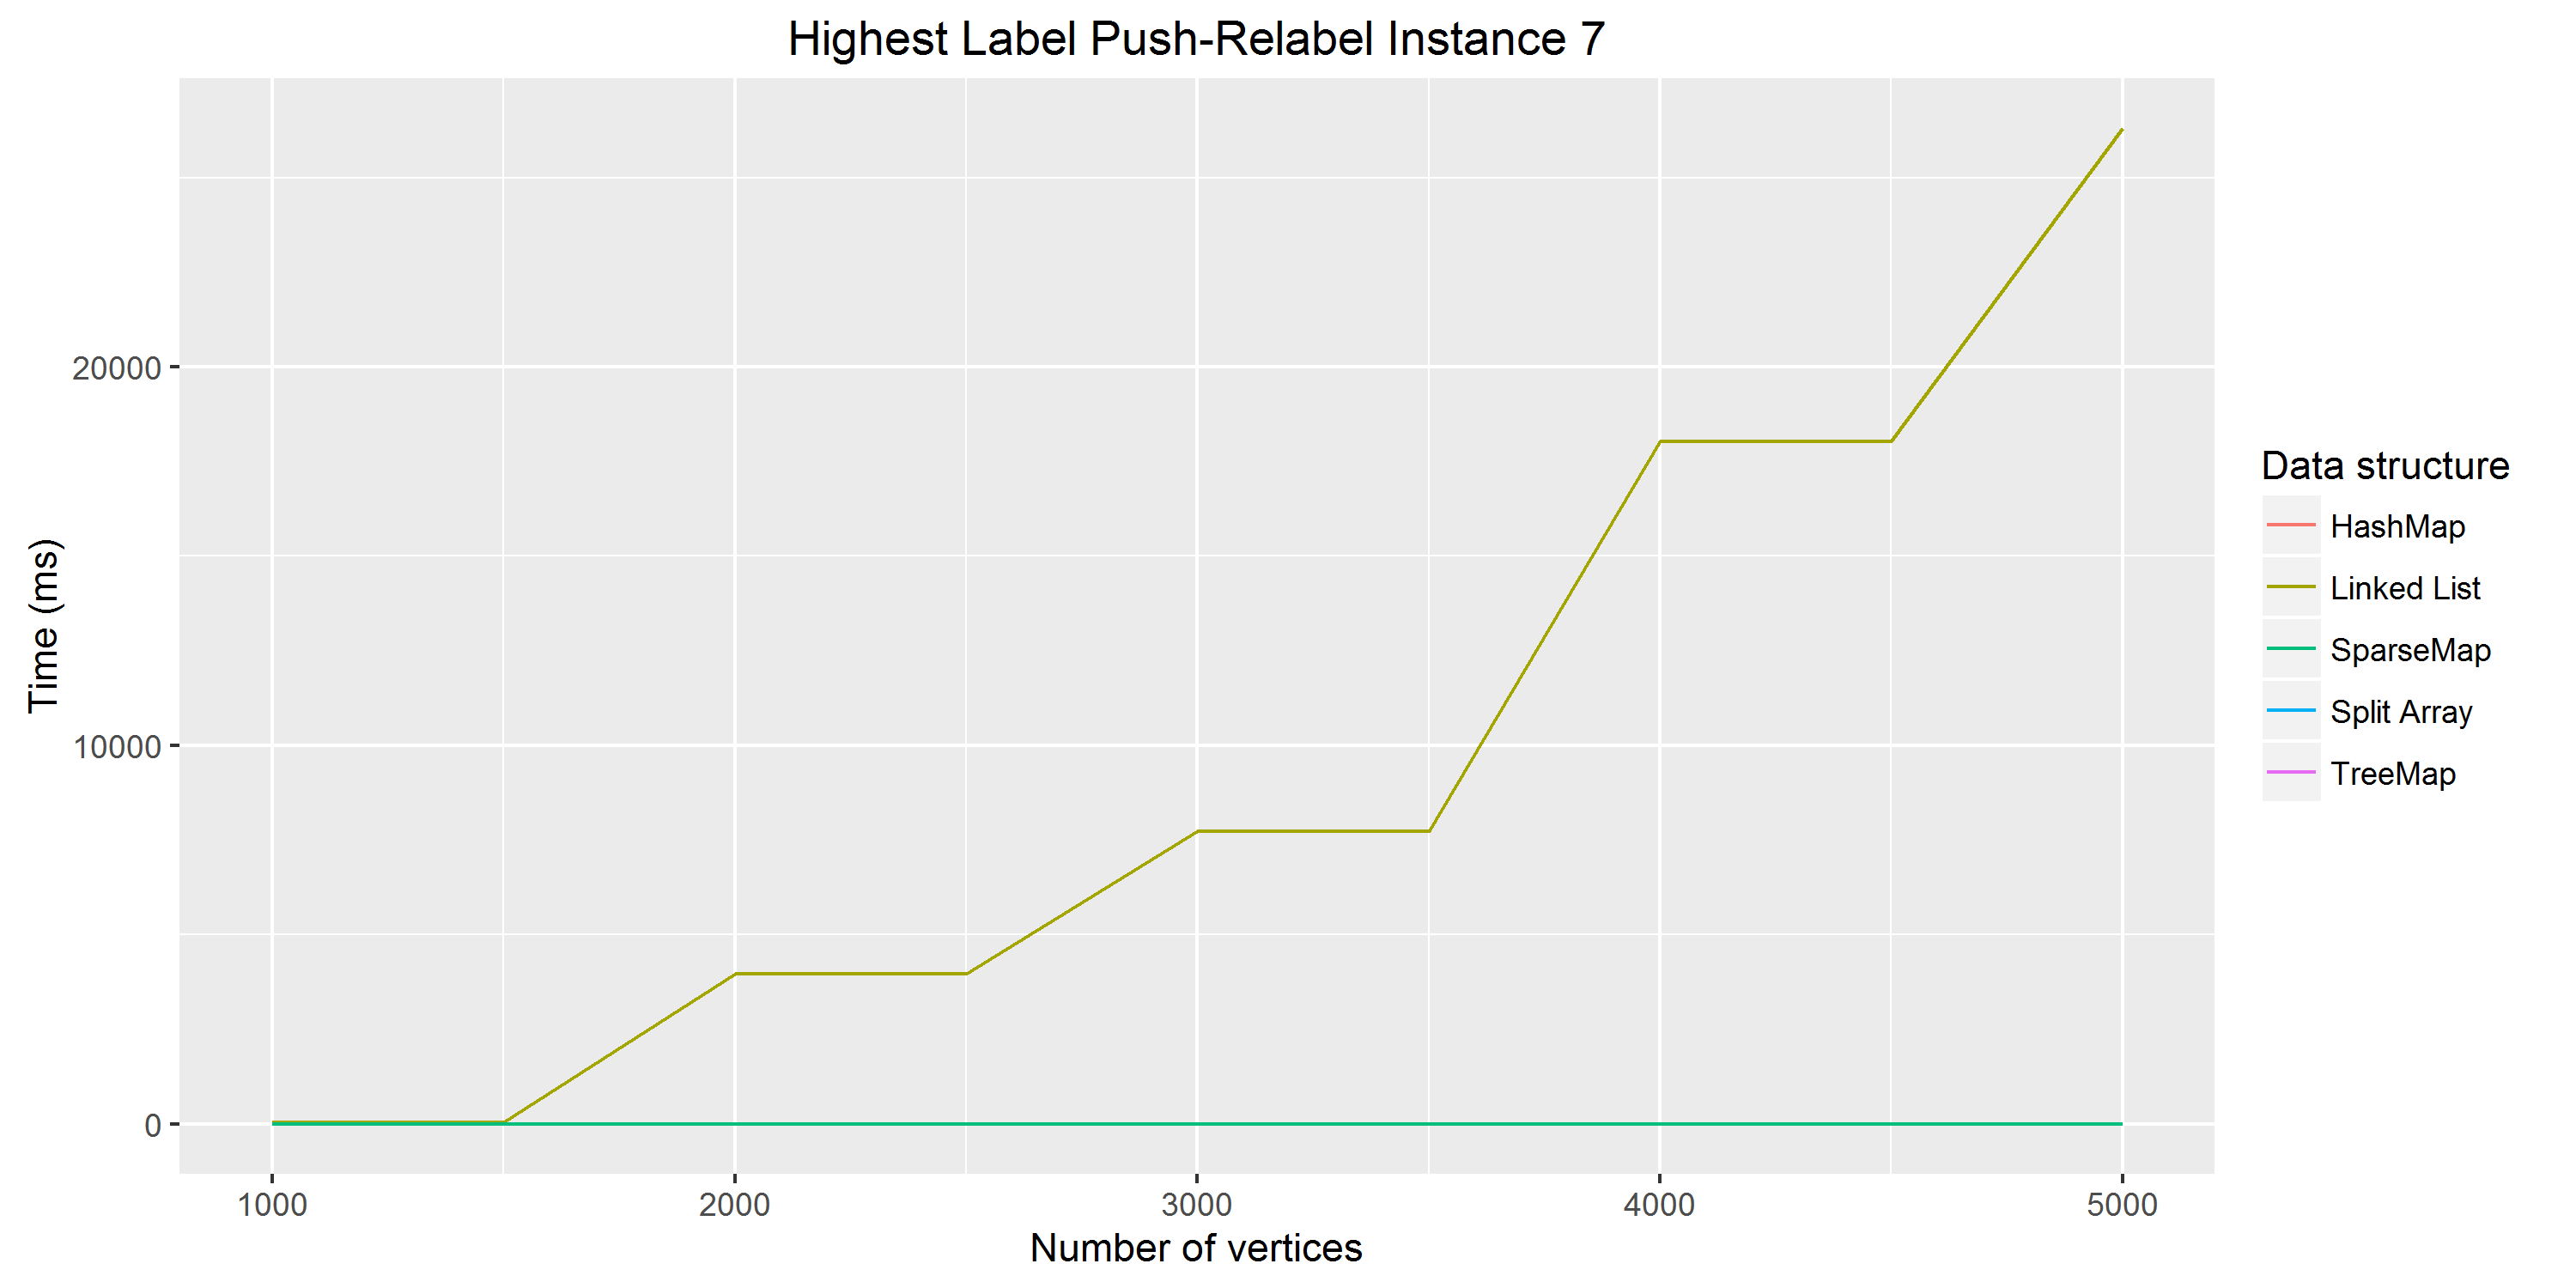 Highest Label Push-Relabel Instance 7
Time (ms)
20000
10000
0
1000 2000 3000 4000 5000
Number of vertices
Data structure
HashMap
Linked List
SparseMap
Split Array
TreeMap